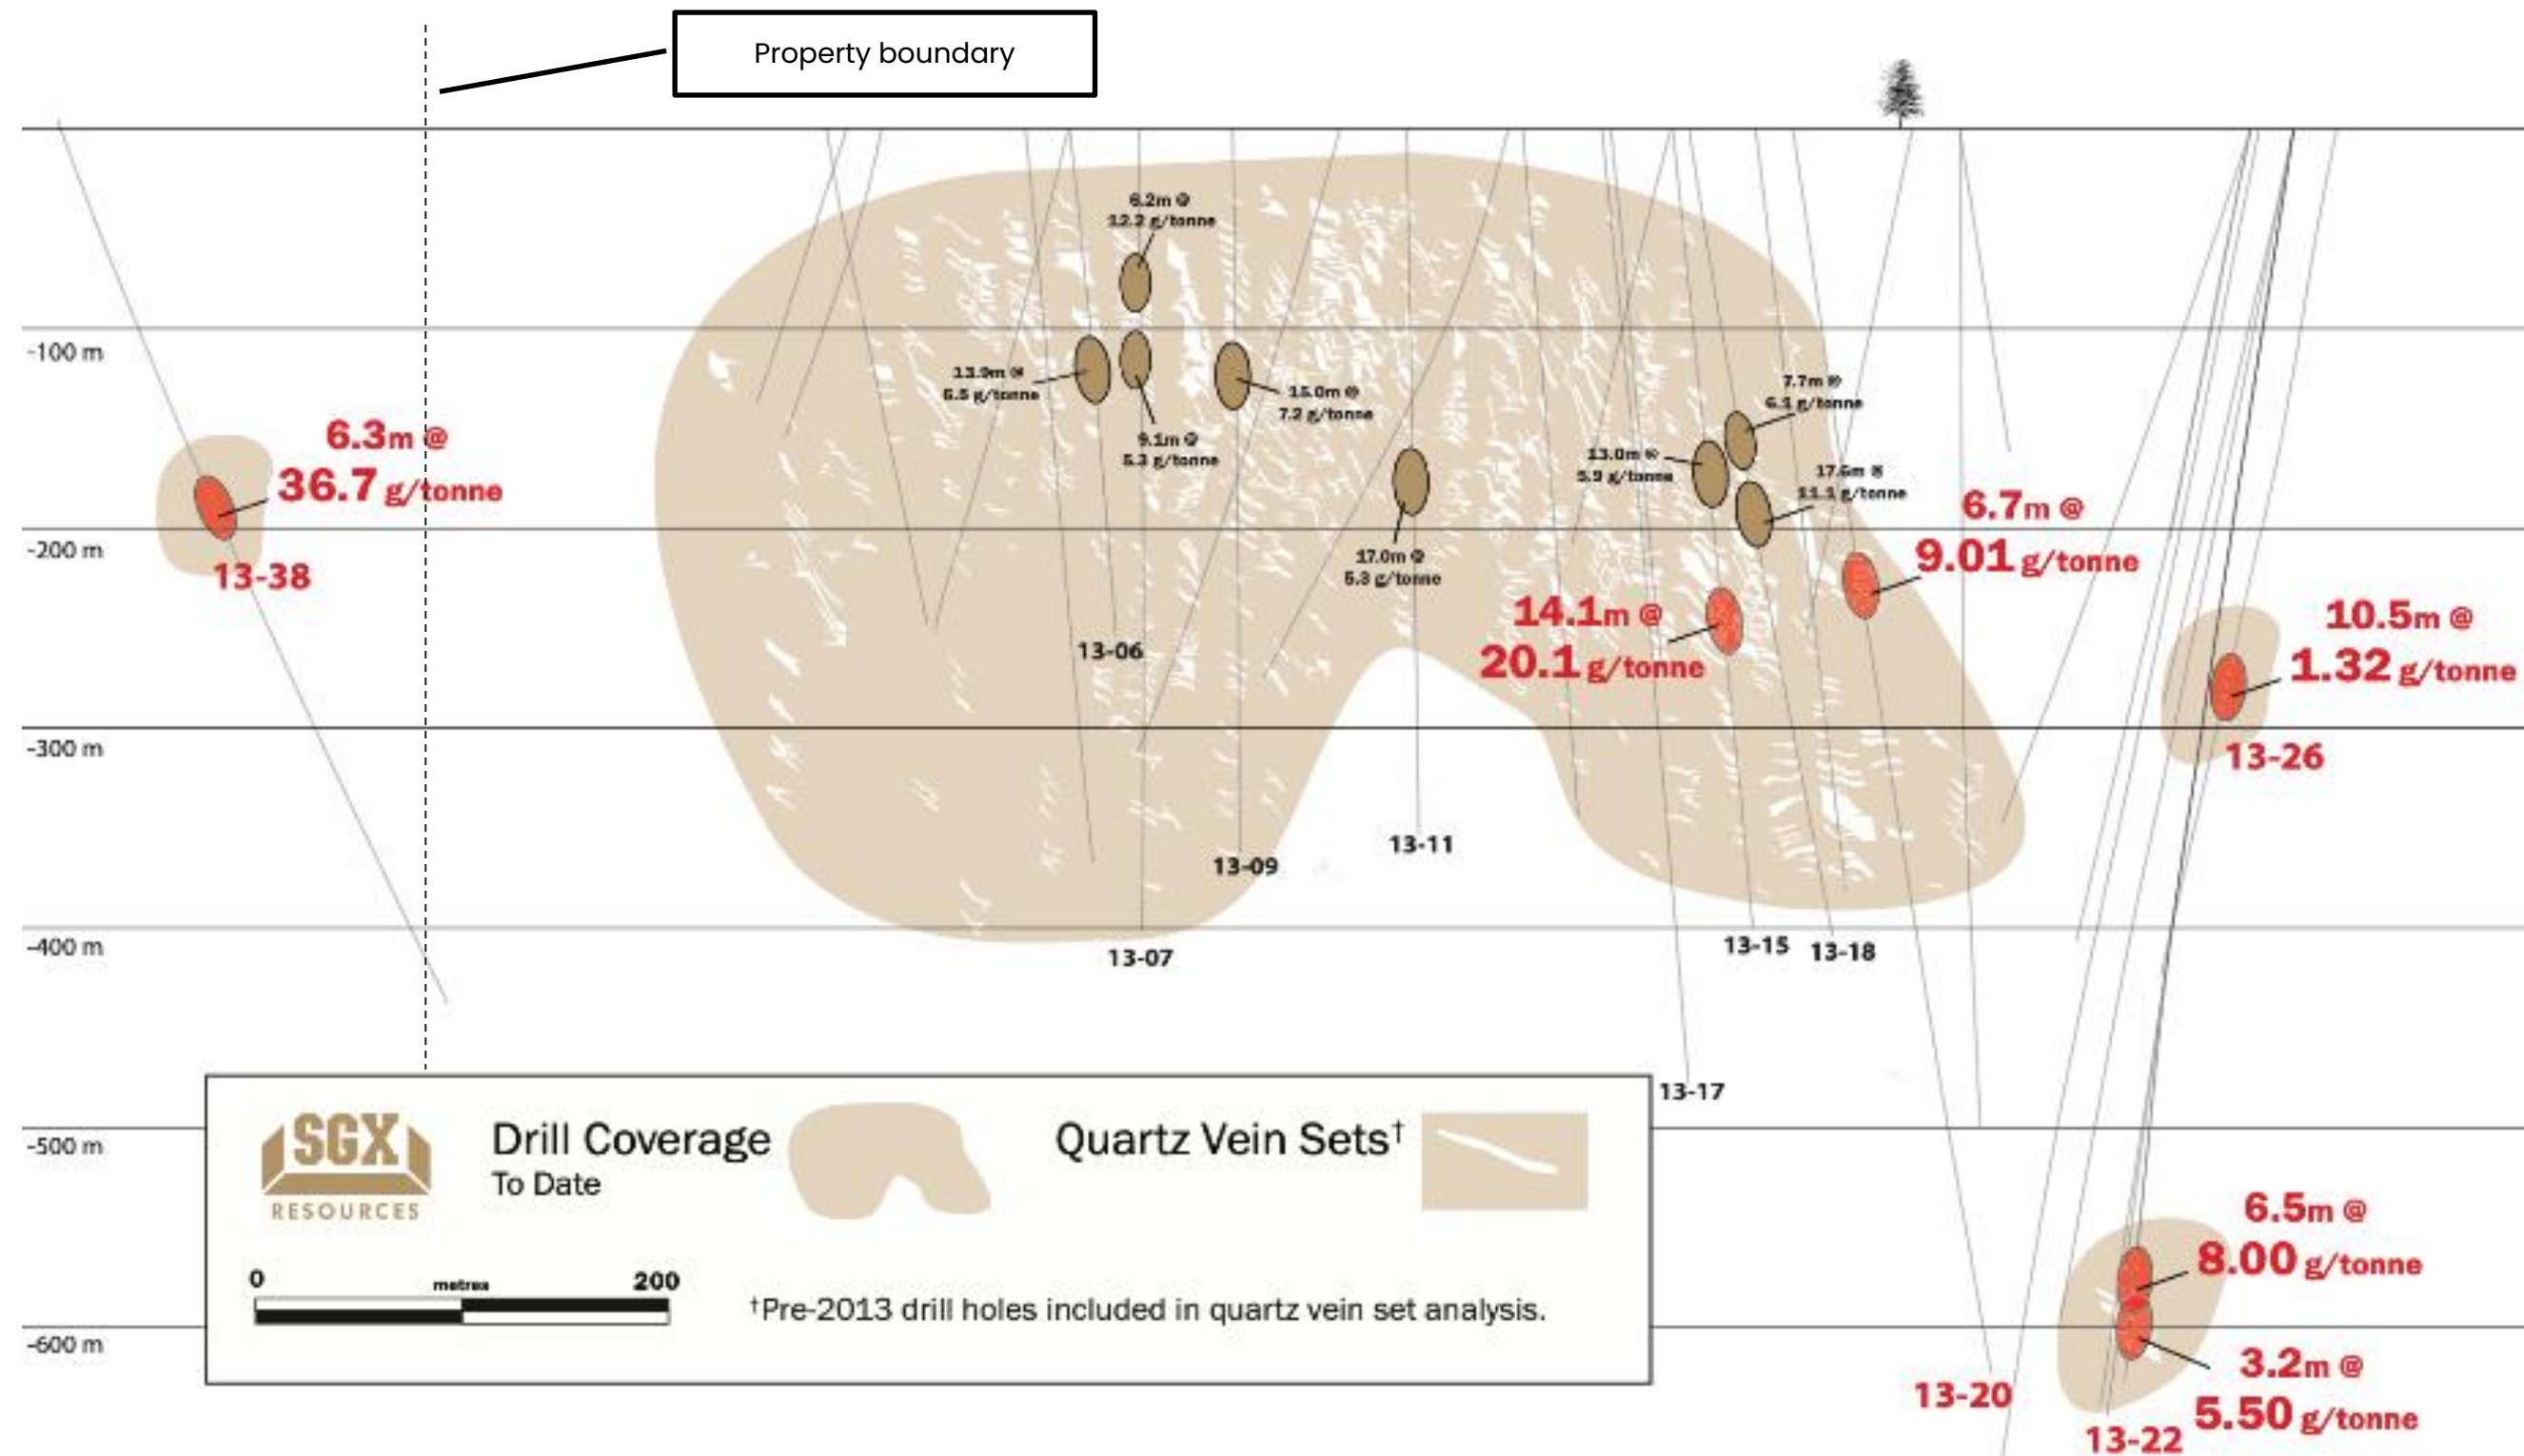 Property boundary
6.2m @
12.2 g/tonne
-100 m
13.9m @
6.5 g/tonne
15.0m @
7.2 g/tonne
9.1m @
5.3 g/tonne
7.7m @
6.1 g/tonne
13.0m @
5.9 g/tonne
17.6m @
11.1 g/tonne
6.3m @
36.7 g/tonne
13-38
-200 m
17.0m @
5.3 g/tonne
6.7m @
9.01 g/tonne
14.1m @
20.1 g/tonne
10.5m @
1.32 g/tonne
13-26
13-06
-300 m
13-11
13-09
-400 m
13-07
13-15
13-18
13-17
-500 m
SGX
RESOURCES
Drill Coverage
To Date
Quartz Vein Sets†
0 metres 200
†Pre-2013 drill holes included in quartz vein set analysis.
6.5m @
8.00 g/tonne
-600 m
3.2m @
5.50 g/tonne
13-20
13-22